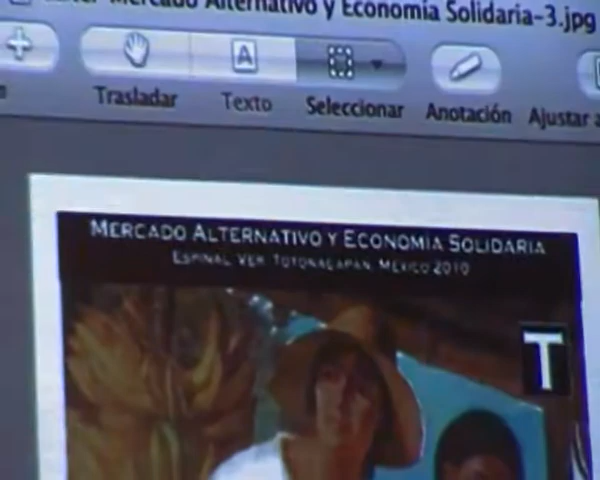 Mercado Alternativo y Economía Solidaria-3.jpg
Trasladar Texto Seleccionar Anotación Ajustar
A
MERCADO ALTERNATIVO Y ECONOMÍA SOLIDARIA
ESPINAL, VER. TOTONACAPAN, MÉXICO 2010
T